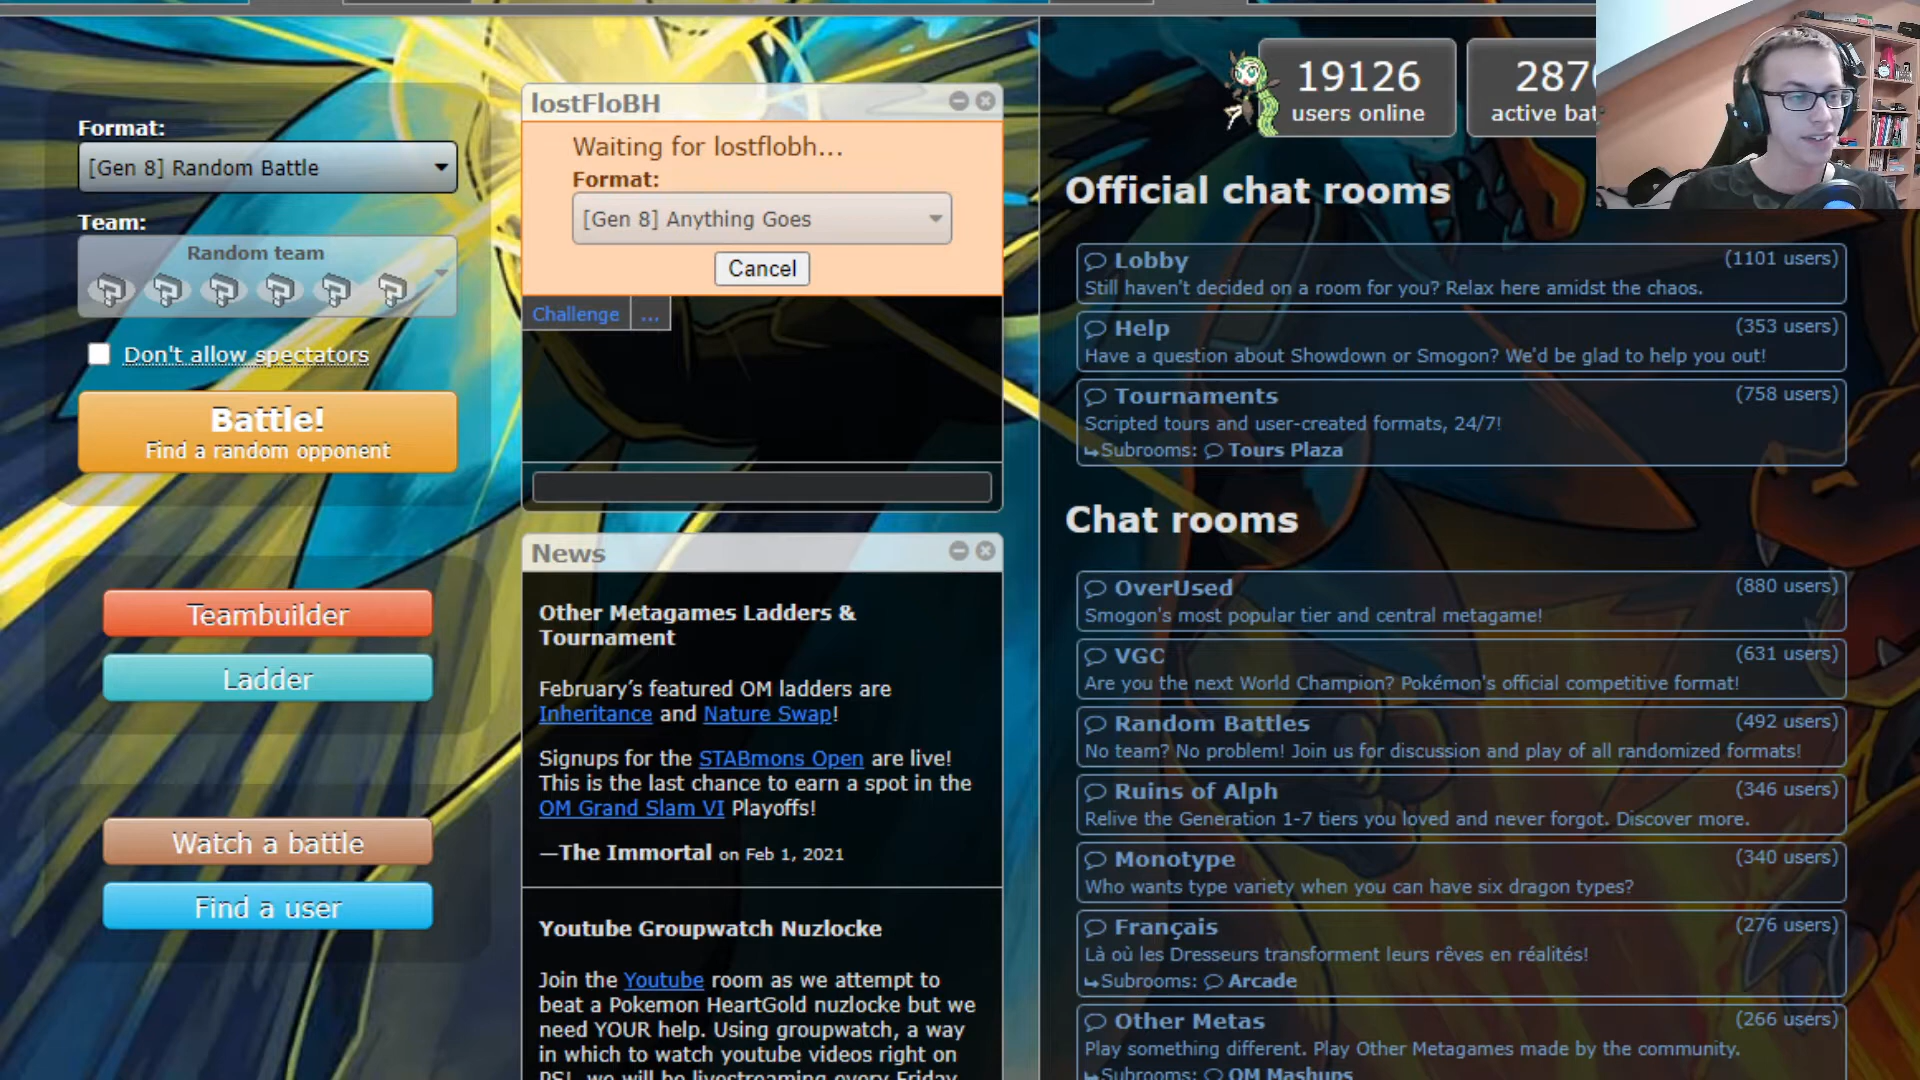 Format:
[Gen 8] Random Battle
Team:
Random team
Don't allow spectators
Battle!
Find a random opponent
Teambuilder
Ladder
Watch a battle
Find a user
lostFloBH
Waiting for lostflobh...
Format:
[Gen 8] Anything Goes
Cancel
Challenge
...
News
Other Metagames Ladders &
Tournament
February's featured OM ladders are
Inheritance and Nature Swap!
Signups for the STABmons Open are live!
This is the last chance to earn a spot in the
OM Grand Slam VI Playoffs!
—The Immortal on Feb 1, 2021
Youtube Groupwatch Nuzlocke
Join the Youtube room as we attempt to
beat a Pokemon HeartGold nuzlocke but we
need YOUR help. Using groupwatch, a way
in which to watch youtube videos right on
PS!, we will be livestreaming every Friday
19126
users online
active
Official chat rooms
Lobby (1101 users)
Still haven't decided on a room for you? Relax here amidst the chaos.
Help (353 users)
Have a question about Showdown or Smogon? We'd be glad to help you out!
Tournaments (758 users)
Scripted tours and user-created formats, 24/7!
Subrooms: Tours Plaza
Chat rooms
OverUsed (880 users)
Smogon's most popular tier and central metagame!
VGC (631 users)
Are you the next World Champion? Pokémon's official competitive format!
Random Battles (492 users)
No team? No problem! Join us for discussion and play of all randomized formats!
Ruins of Alph (346 users)
Relive the Generation 1-7 tiers you loved and never forgot. Discover more.
Monotype (340 users)
Who wants type variety when you can have six dragon types?
Français (276 users)
Là où les Dresseurs transforment leurs rêves en réalités!
Subrooms: Arcade
Other Metas (266 users)
Play something different. Play Other Metagames made by the community.
Subrooms: OM Mashups